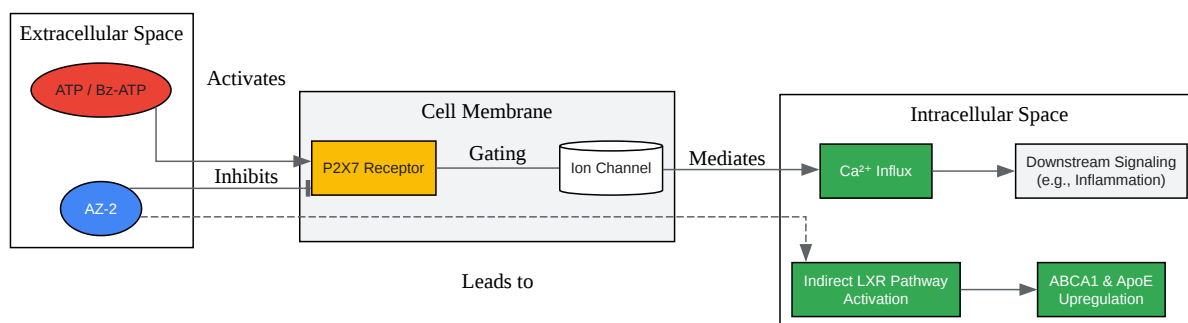 Extracellular Space
ATP / Bz-ATP
AZ-2
Activates
Inhibits
Cell Membrane
P2X7 Receptor
Gating
Ion Channel
Leads to
Mediates
Intracellular Space
Ca²⁺ Influx
Downstream Signaling
(e.g., Inflammation)
Indirect LXR Pathway
Activation
ABCA1 & ApoE
Upregulation